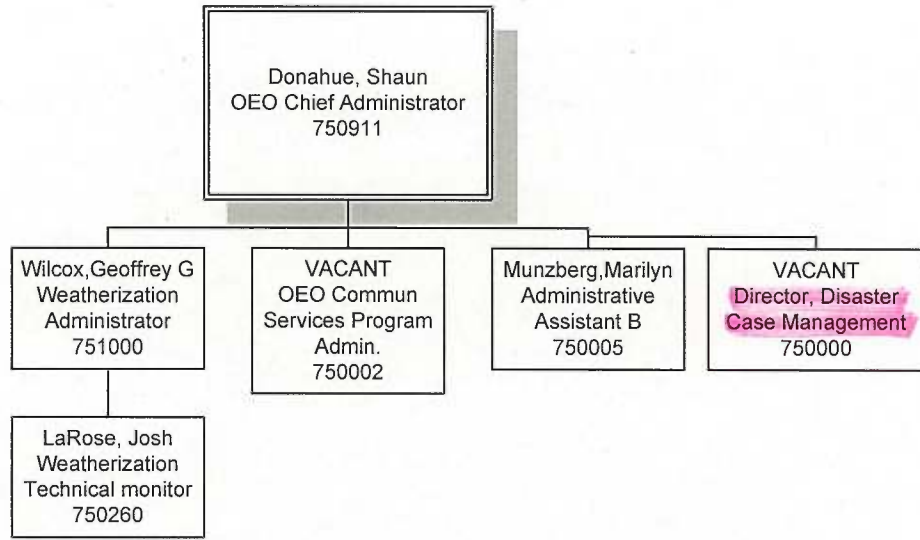 Donahue, Shaun
OEO Chief Administrator
750911
Wilcox,Geoffrey G
Weatherization
Administrator
751000
VACANT
OEO Commun
Services Program
Admin.
750002
Munzberg,Marilyn
Administrative
Assistant B
750005
VACANT
Director, Disaster
Case Management
750000
LaRose, Josh
Weatherization
Technical monitor
750260